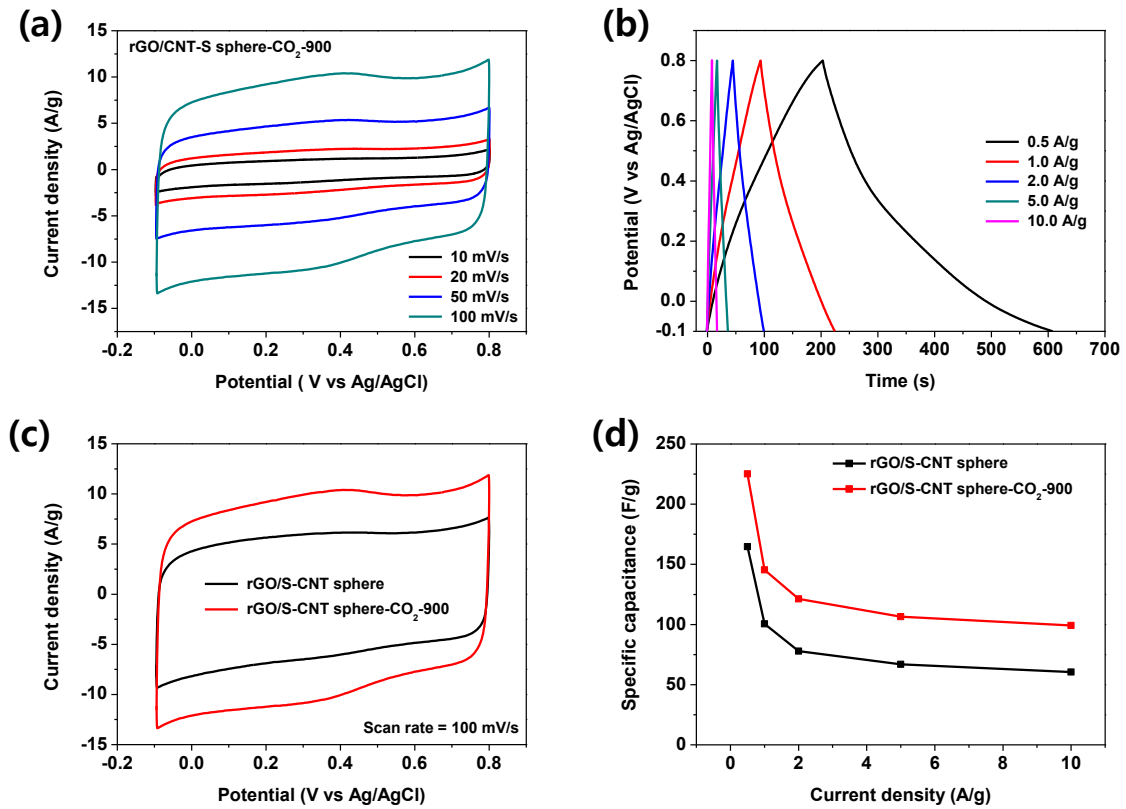 (a)
rGO/CNT-S sphere-CO₂-900
Current density (A/g)
15
10
5
0
-5
-10
-15
10 mV/s
20 mV/s
50 mV/s
100 mV/s
-0.2
0.0
0.2
0.4
0.6
0.8
Potential ( V vs Ag/AgCl)
(b)
Potential (V vs Ag/AgCl)
0.8
0.6
0.4
0.2
0.0
-0.1
0.5 A/g
1.0 A/g
2.0 A/g
5.0 A/g
10.0 A/g
0
100
200
300
400
500
600
700
Time (s)
(c)
Current density (A/g)
15
10
5
0
-5
-10
-15
rGO/S-CNT sphere
rGO/S-CNT sphere-CO₂-900
Scan rate = 100 mV/s
-0.2
0.0
0.2
0.4
0.6
0.8
Potential (V vs Ag/AgCl)
(d)
Specific capacitance (F/g)
250
225
200
175
150
125
100
75
50
25
0
rGO/S-CNT sphere
rGO/S-CNT sphere-CO₂-900
0
2
4
6
8
10
Current density (A/g)